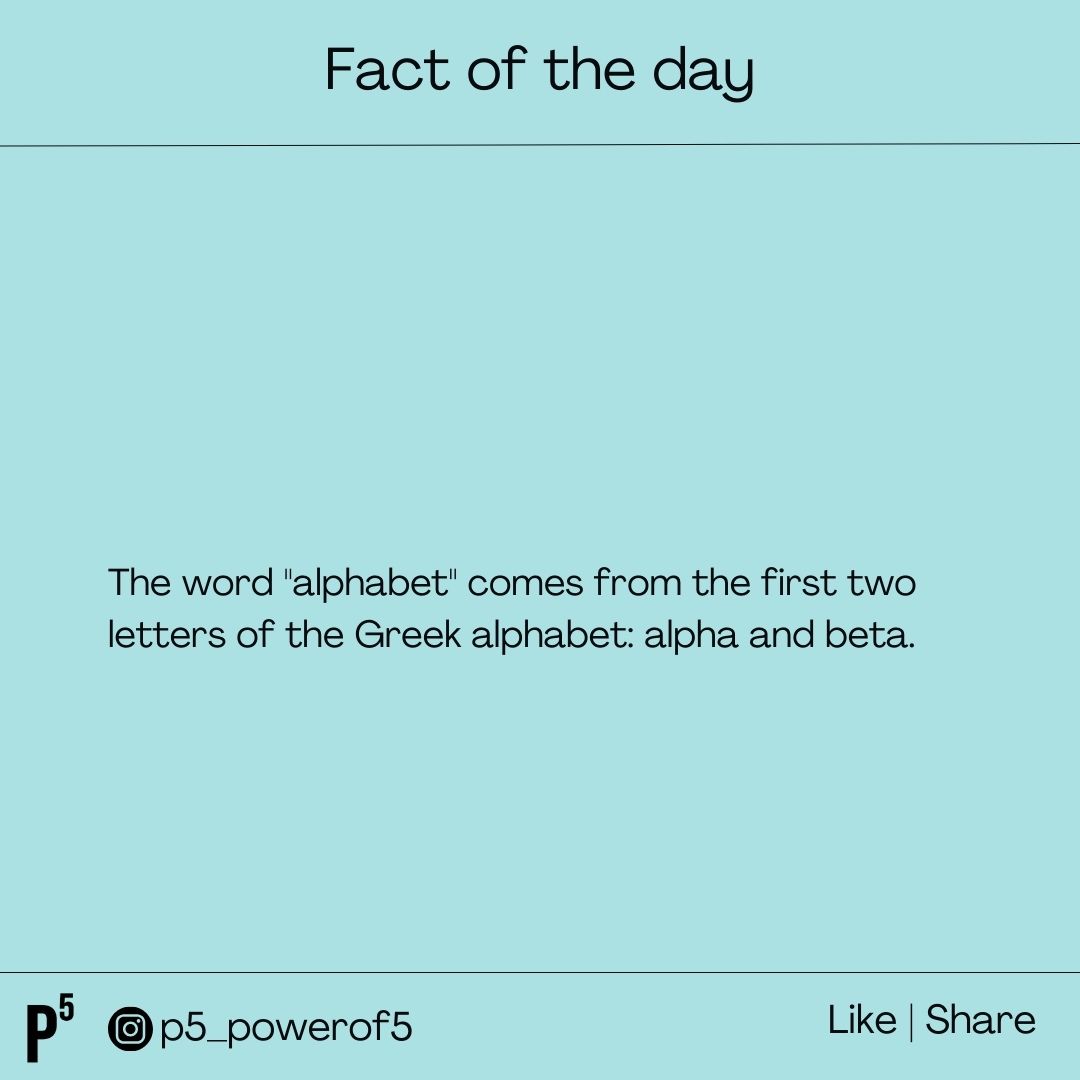 Fact of the day
The word "alphabet" comes from the first two
letters of the Greek alphabet: alpha and beta.
P5
p5_powerof5
Like | Share